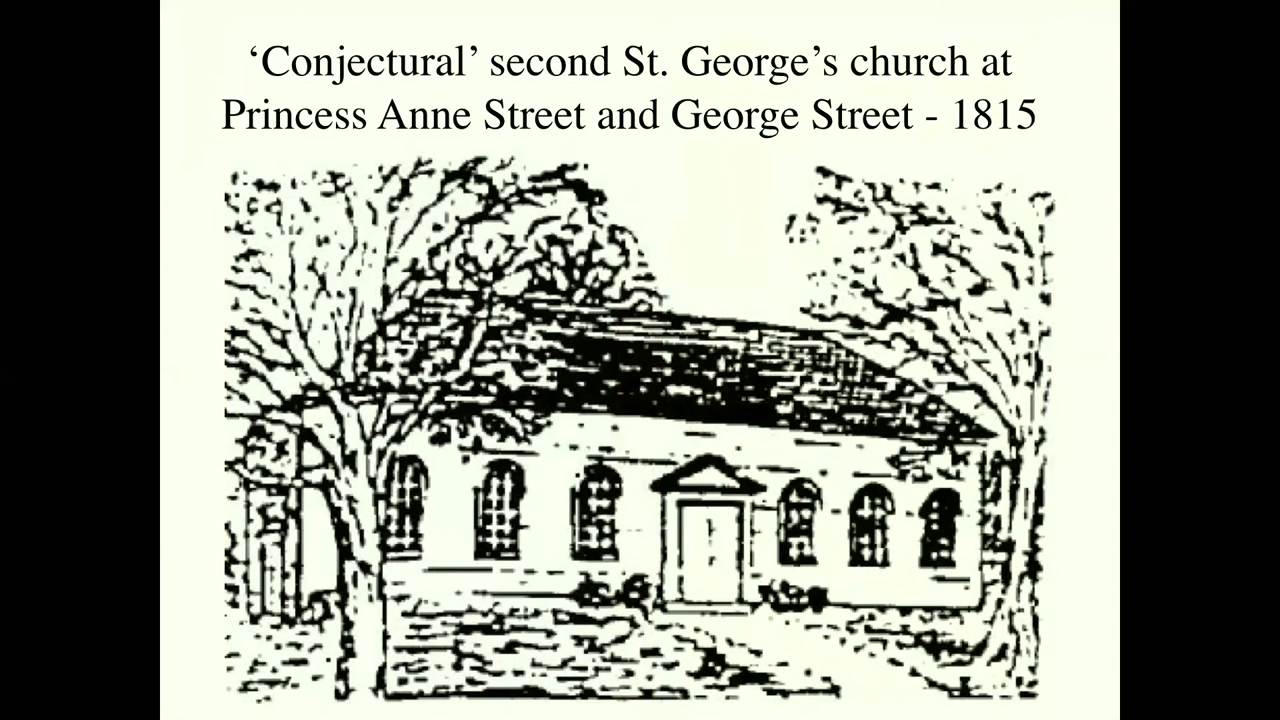 ‘Conjectural’ second St. George’s church at
Princess Anne Street and George Street - 1815